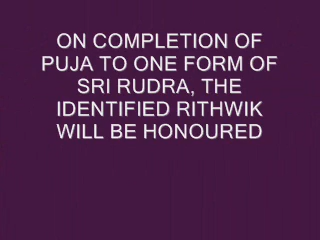 ON COMPLETION OF
PUJA TO ONE FORM OF
SRI RUDRA, THE
IDENTIFIED RITHWIK
WILL BE HONOURED